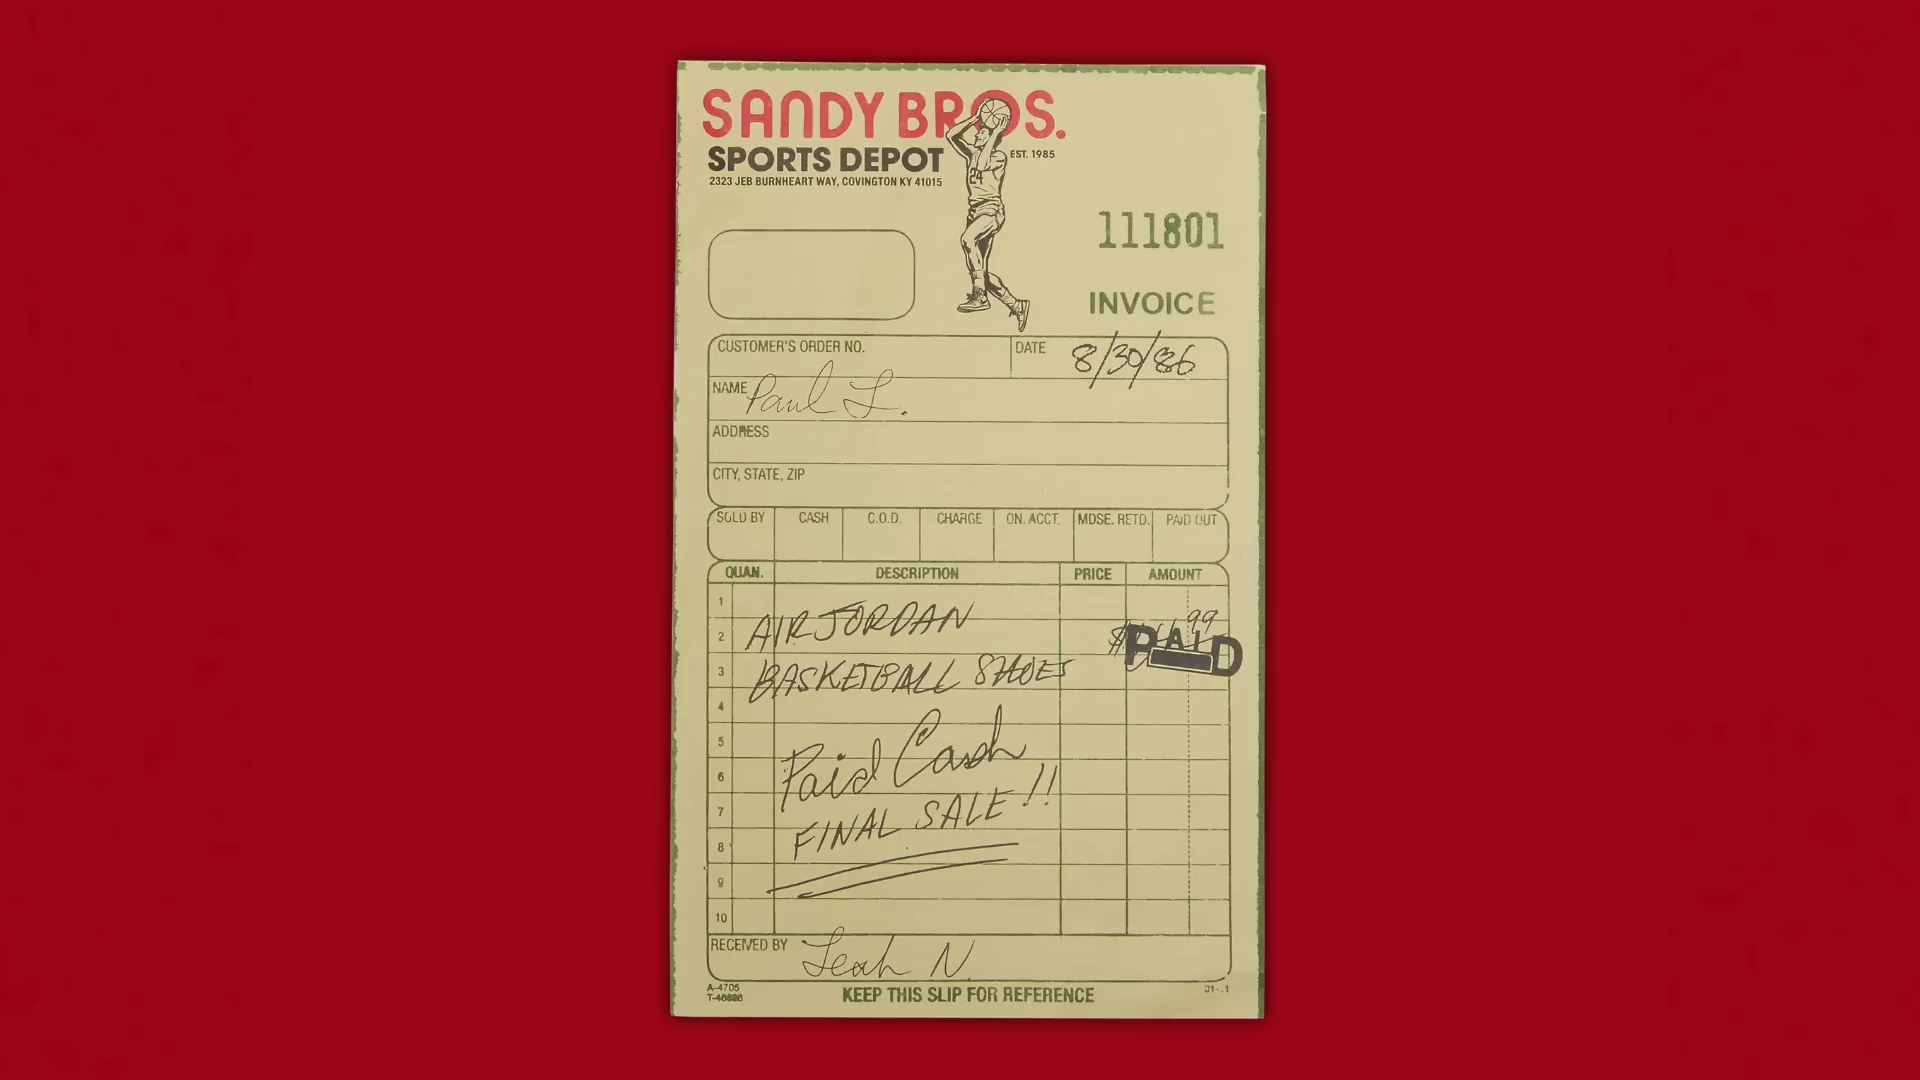 SANDY BROS.
SPORTS DEPOT
EST. 1985
2323 JEB BURNHEART WAY, COVINGTON KY 41015
24
111801
INVOICE
CUSTOMER'S ORDER NO.
DATE 8/30/86
NAME Paul L.
ADDRESS
CITY, STATE, ZIP
SOLD BY CASH C.O.D. CHARGE ON. ACCT. MDSE. RETD. PAID OUT
QUAN. DESCRIPTION PRICE AMOUNT
1
2 AIR JORDAN 99 PAID
3 BASKETBALL SHOES
4
5
6 Paid Cash
7 FINAL SALE!!
8
9
10
RECEIVED BY Leah N.
A-4705
KEEP THIS SLIP FOR REFERENCE